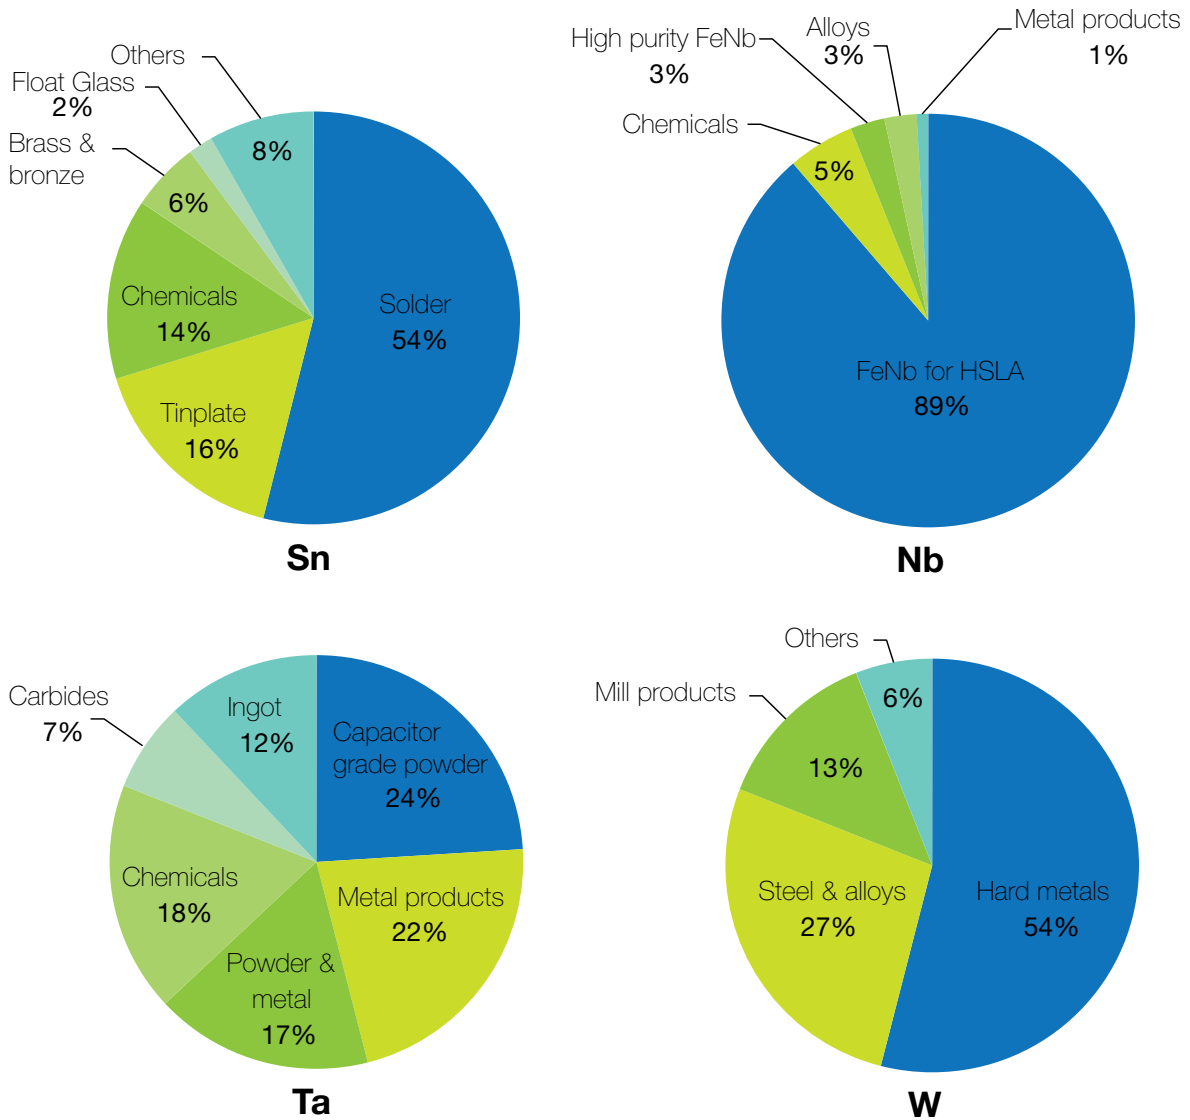 Others
Float Glass
2%
Brass &
bronze
8%
6%
Chemicals
14%
Solder
54%
Tinplate
16%
Sn
Metal products
1%
Alloys
3%
High purity FeNb
3%
Chemicals
5%
FeNb for HSLA
89%
Nb
Carbides
7%
Ingot
12%
Capacitor
grade powder
24%
Chemicals
18%
Metal products
22%
Powder &
metal
17%
Ta
Others
6%
Mill products
13%
Steel & alloys
27%
Hard metals
54%
W